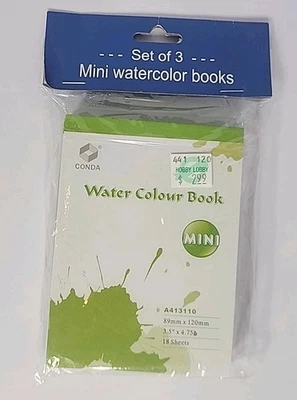 --- Set of 3 ---
Mini watercolor books
CONDA
441 120
HOBBY LOBBY
$ 2.99
Water Colour Book
MINI
A413110
89mm x 120mm
3.5" x 4.75"
18 Sheets